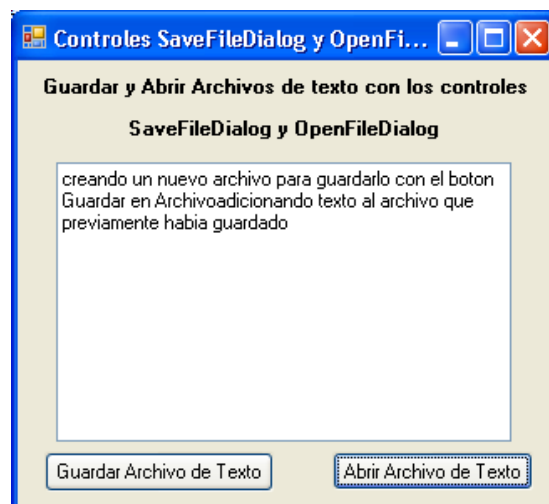 Controles SaveFileDialog y OpenFi...
Guardar y Abrir Archivos de texto con los controles
SaveFileDialog y OpenFileDialog
creando un nuevo archivo para guardarlo con el boton
Guardar en Archivoadicionando texto al archivo que
previamente habia guardado
Guardar Archivo de Texto
Abrir Archivo de Texto